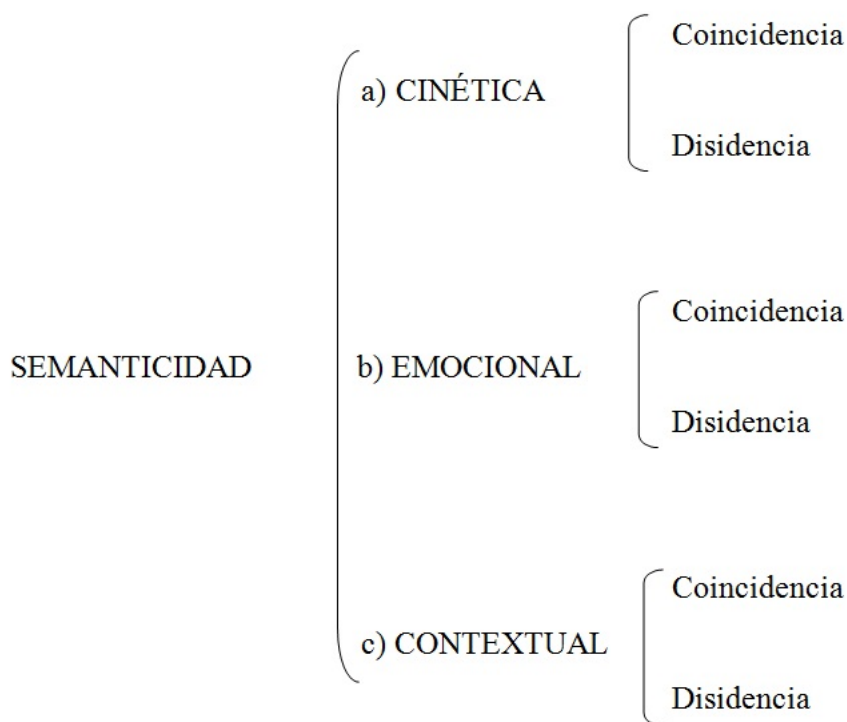 SEMANTICIDAD
a) CINÉTICA
Coincidencia
Disidencia
b) EMOCIONAL
Coincidencia
Disidencia
c) CONTEXTUAL
Coincidencia
Disidencia